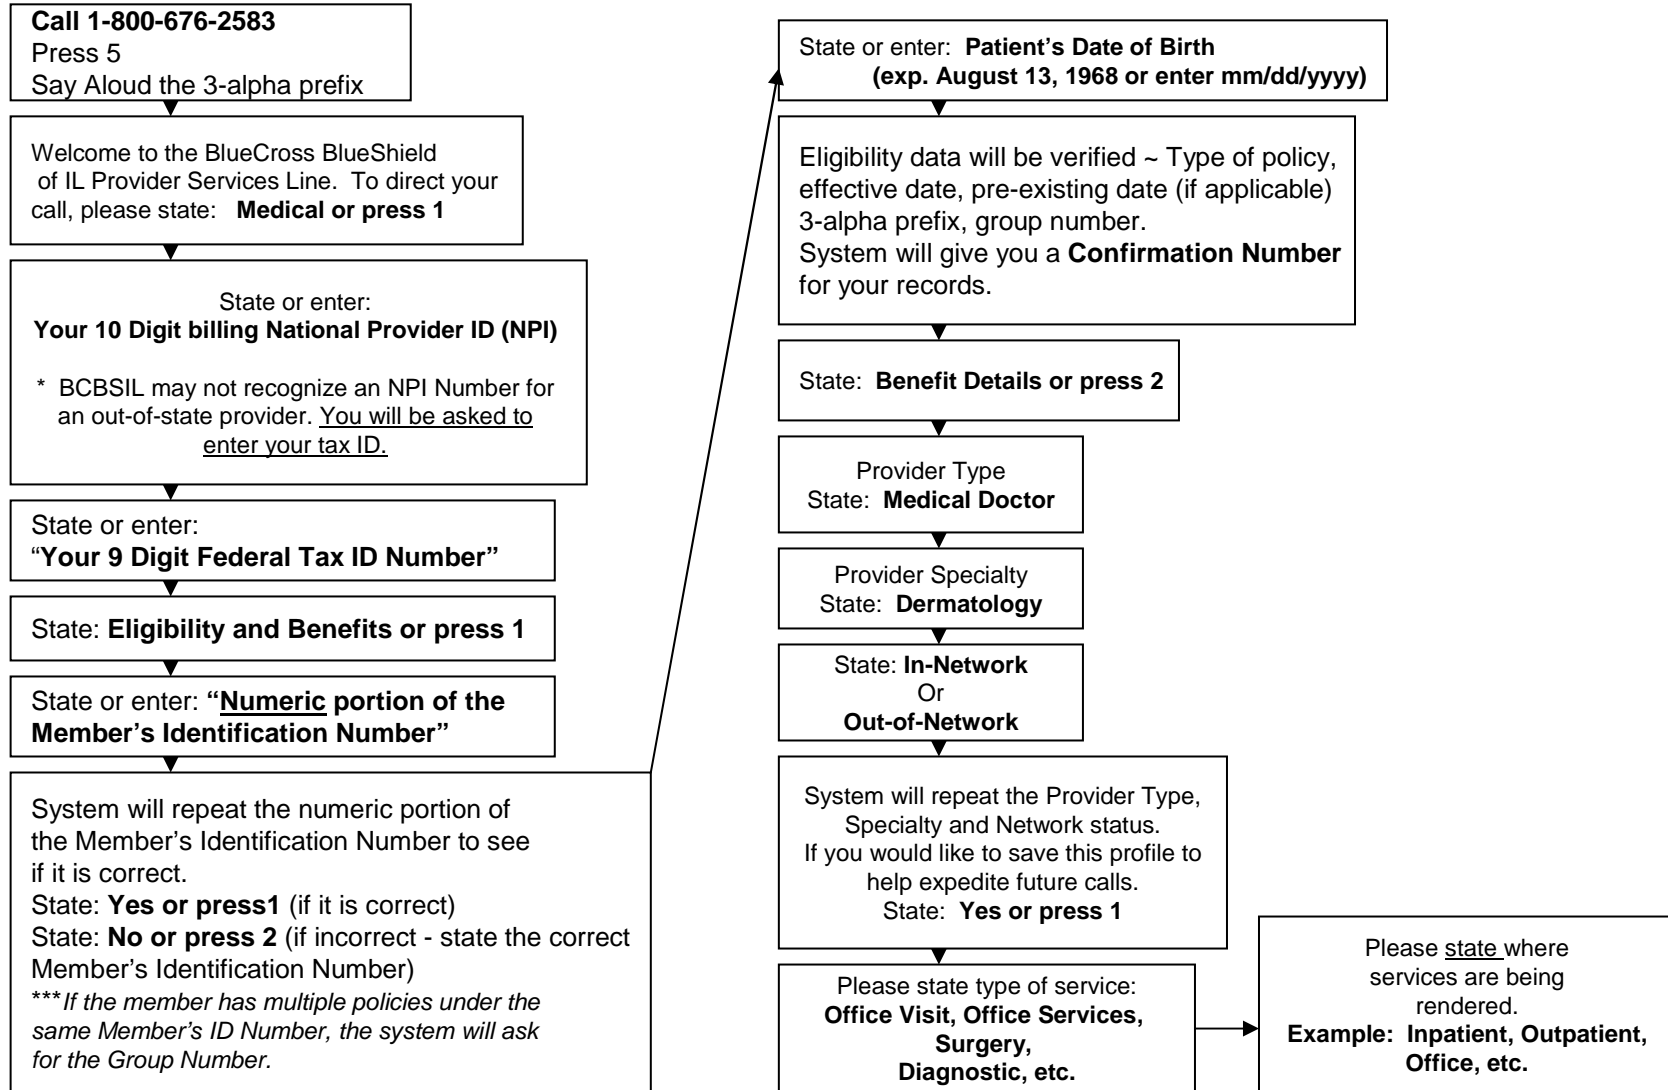 Call 1-800-676-2583
Press 5
Say Aloud the 3-alpha prefix
Welcome to the BlueCross BlueShield
of IL Provider Services Line.  To direct your
call, please state:   Medical or press 1
State or enter:
Your 10 Digit billing National Provider ID (NPI)
*  BCBSIL may not recognize an NPI Number for
an out-of-state provider. You will be asked to
enter your tax ID.
State or enter:
“Your 9 Digit Federal Tax ID Number”
State: Eligibility and Benefits or press 1
State or enter: “Numeric portion of the
Member’s Identification Number”
System will repeat the numeric portion of
the Member’s Identification Number to see
if it is correct.
State: Yes or press1 (if it is correct)
State: No or press 2 (if incorrect - state the correct
Member’s Identification Number)
***If the member has multiple policies under the
same Member’s ID Number, the system will ask
for the Group Number.
State or enter:  Patient’s Date of Birth
(exp. August 13, 1968 or enter mm/dd/yyyy)
Eligibility data will be verified ~ Type of policy,
effective date, pre-existing date (if applicable)
3-alpha prefix, group number.
System will give you a Confirmation Number
for your records.
State:  Benefit Details or press 2
Provider Type
State:  Medical Doctor
Provider Specialty
State:  Dermatology
State: In-Network
Or
Out-of-Network
System will repeat the Provider Type,
Specialty and Network status.
If you would like to save this profile to
help expedite future calls.
State:  Yes or press 1
Please state type of service:
Office Visit, Office Services,
Surgery,
Diagnostic, etc.
Please state where
services are being
rendered.
Example:  Inpatient, Outpatient,
Office, etc.